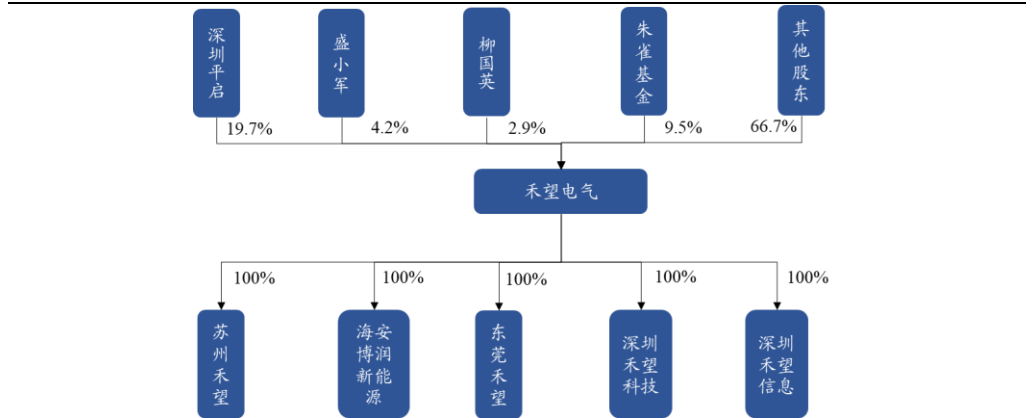 深圳平启
盛小军
柳国英
朱雀基金
其他股东
19.7%
4.2%
2.9%
9.5%
66.7%
禾望电气
100%
100%
100%
100%
100%
苏州禾望
海安
博润
新能
源
东莞禾望
深圳
禾望
科技
深圳
禾望
信息